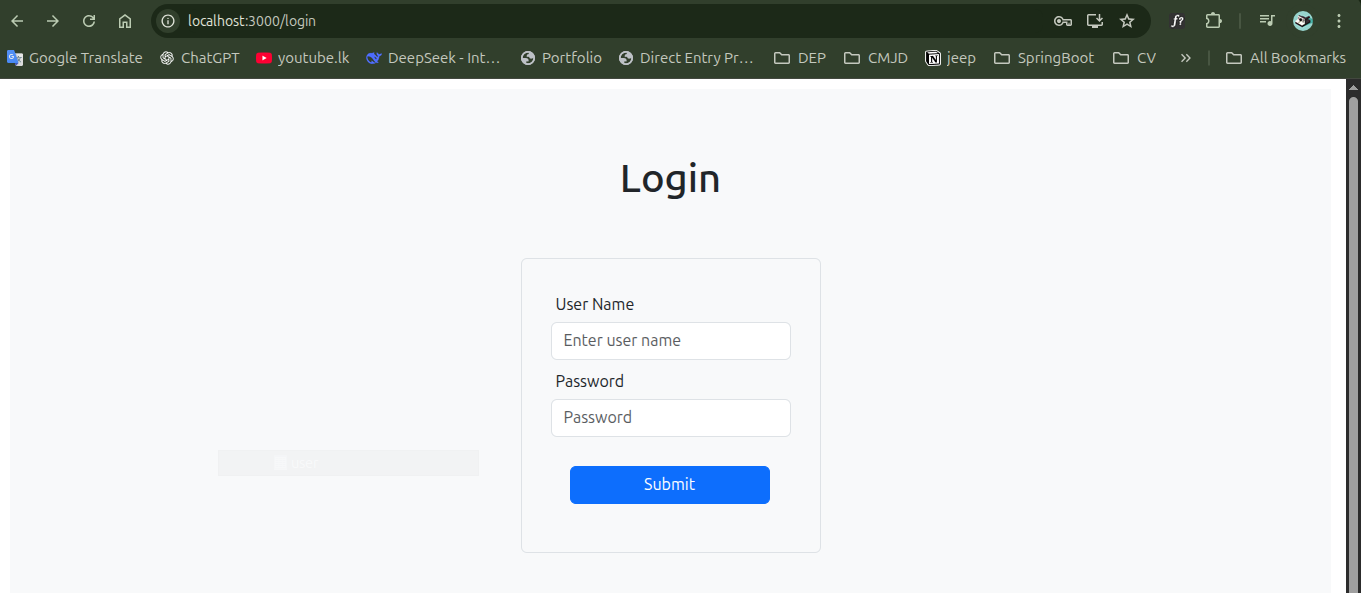 localhost:3000/login
Google Translate ChatGPT youtube.lk DeepSeek - Int... Portfolio Direct Entry Pr... DEP CMJD jeep SpringBoot CV » All Bookmarks
Login
User Name
Enter user name
Password
Password
Submit